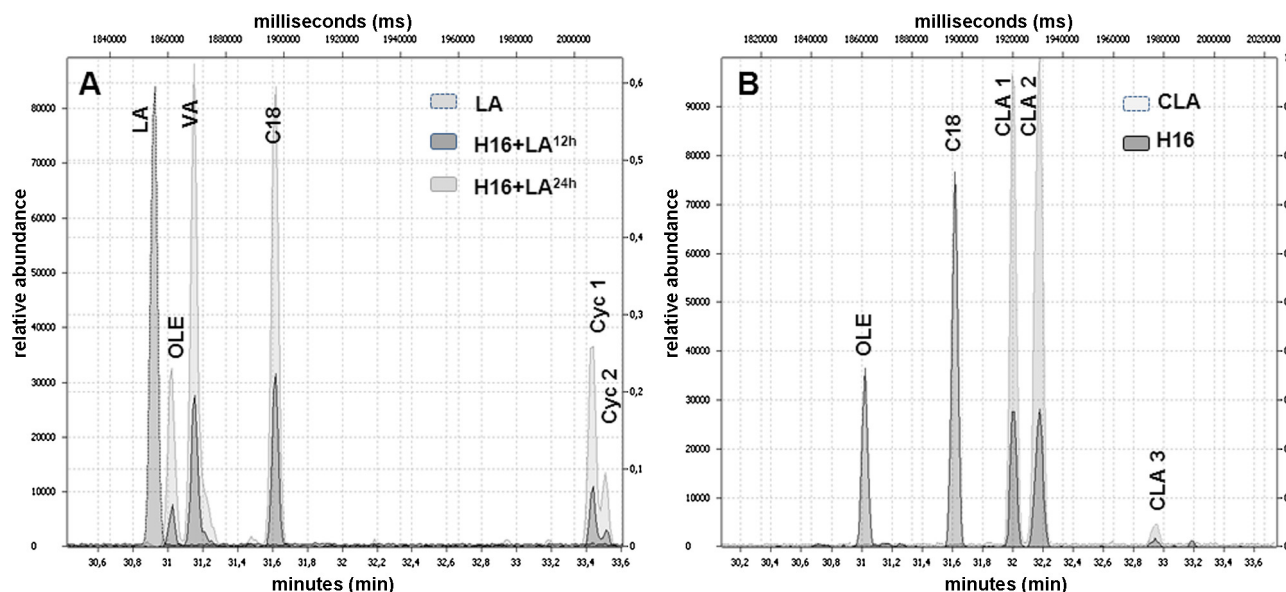 milliseconds (ms)
1840000 1860000 1880000 1900000 1920000 1940000 1960000 1980000 2000000
A
LA
VA
OLE
C18
Cyc 1
Cyc 2
LA
H16+LA12h
H16+LA24h
relative abundance
80000
70000
60000
50000
40000
30000
20000
10000
0
0,6
0,5
0,4
0,3
0,2
0,1
0
30,6 30,8 31 31,2 31,4 31,6 31,8 32 32,2 32,4 32,6 32,8 33 33,2 33,4 33,6
minutes (min)
milliseconds (ms)
1820000 1840000 1860000 1880000 1900000 1920000 1940000 1960000 1980000 2000000 2020000
B
OLE
C18
CLA 1
CLA 2
CLA 3
CLA
H16
relative abundance
90000
80000
70000
60000
50000
40000
30000
20000
10000
0
30,2 30,4 30,6 30,8 31 31,2 31,4 31,6 31,8 32 32,2 32,4 32,6 32,8 33 33,2 33,4 33,6
minutes (min)